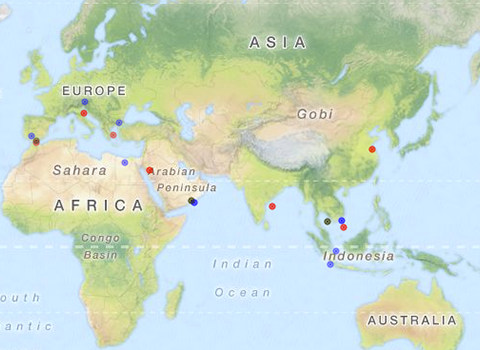 ASIA
EUROPE
Gobi
Sahara
Arabian
Peninsula
AFRICA
Congo
Basin
Indonesia
Indian
Ocean
outh
antic
AUSTRALIA